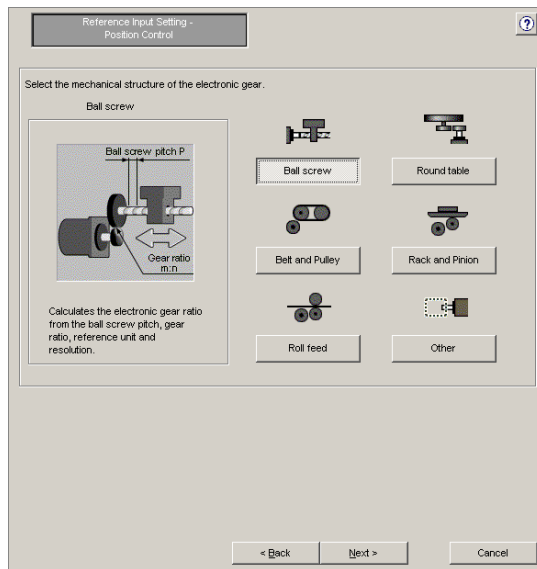 Reference Input Setting -
Position Control
?
Select the mechanical structure of the electronic gear.
Ball screw
Ball screw pitch P
Gear ratio
m:n
Calculates the electronic gear ratio
from the ball screw pitch, gear
ratio, reference unit and
resolution.
Ball screw
Round table
Belt and Pulley
Rack and Pinion
Roll feed
Other
< Back
Next >
Cancel